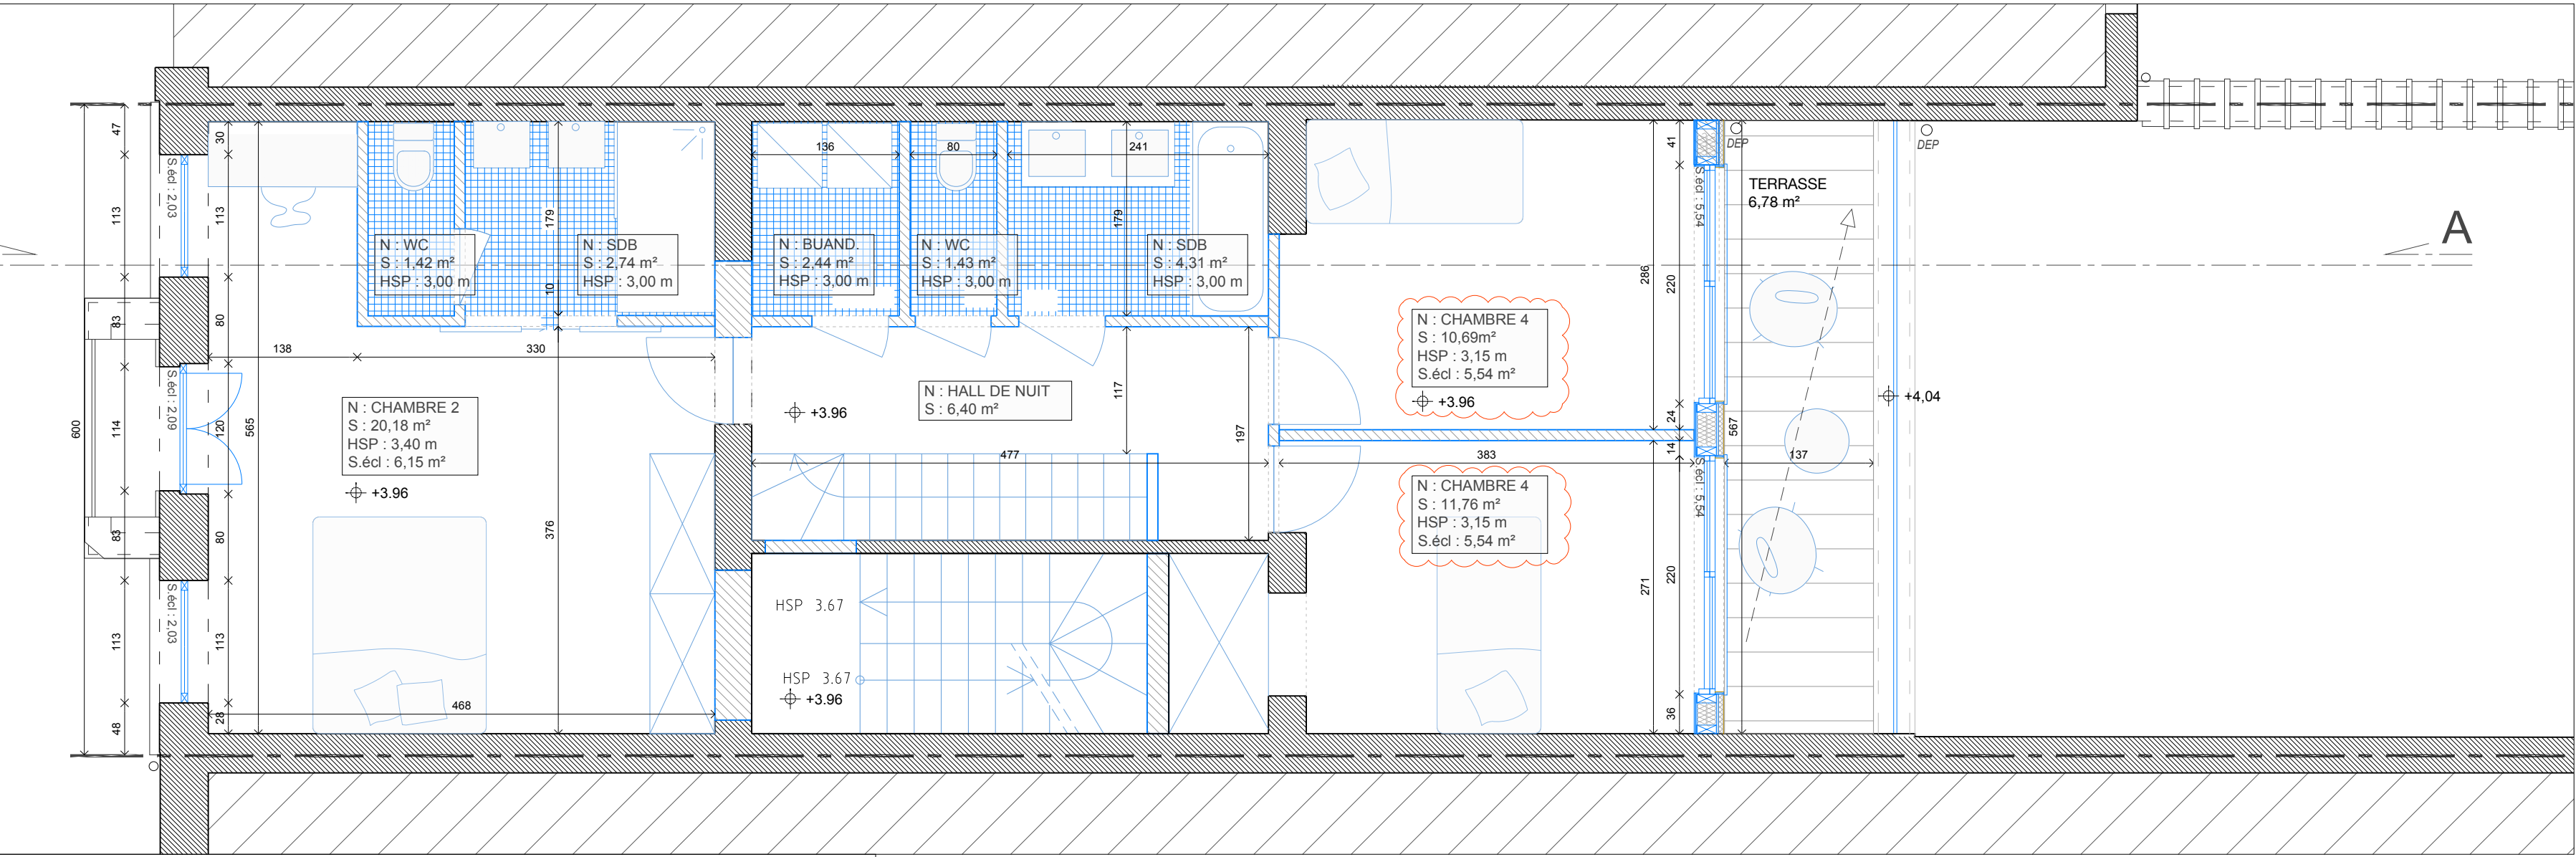 600
47
113
83
114
83
113
48
S.écl : 2,03
S.écl : 2,09
S.écl : 2,03
30
113
80
120
80
113
28
565
138
330
468
179
10
376
N : WC
S : 1,42 m²
HSP : 3,00 m
N : SDB
S : 2,74 m²
HSP : 3,00 m
N : CHAMBRE 2
S : 20,18 m²
HSP : 3,40 m
S.écl : 6,15 m²
+3.96
136
80
241
179
N : BUAND.
S : 2,44 m²
HSP : 3,00 m
N : WC
S : 1,43 m²
HSP : 3,00 m
N : SDB
S : 4,31 m²
HSP : 3,00 m
N : HALL DE NUIT
S : 6,40 m²
+3.96
117
197
477
HSP 3.67
HSP 3.67
+3.96
N : CHAMBRE 4
S : 10,69m²
HSP : 3,15 m
S.écl : 5,54 m²
+3.96
383
N : CHAMBRE 4
S : 11,76 m²
HSP : 3,15 m
S.écl : 5,54 m²
286
271
41
220
24
14
220
36
S.écl : 5,54
S.écl : 5,54
567
DEP
TERRASSE
6,78 m²
137
+4,04
DEP
A